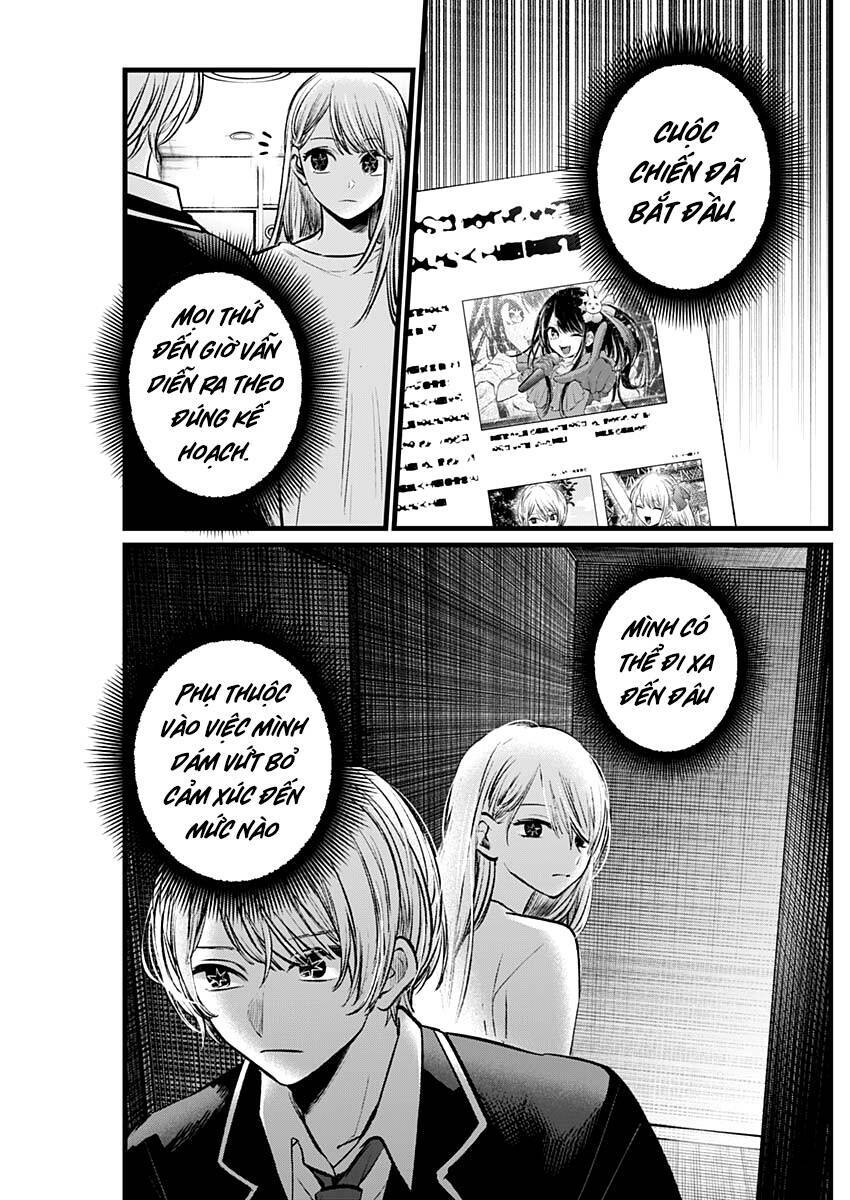 CUỘC
CHIẾN ĐÃ
BẮT ĐẦU.
MỌI THỨ
ĐẾN GIỜ VẪN
DIỄN RA THEO
ĐÚNG KẾ
HOẠCH.
MÌNH CÓ
THỂ ĐI XA
ĐẾN ĐÂU
PHỤ THUỘC
VÀO VIỆC MÌNH
DÁM VỨT BỎ
CẢM XÚC ĐẾN
MỨC NÀO